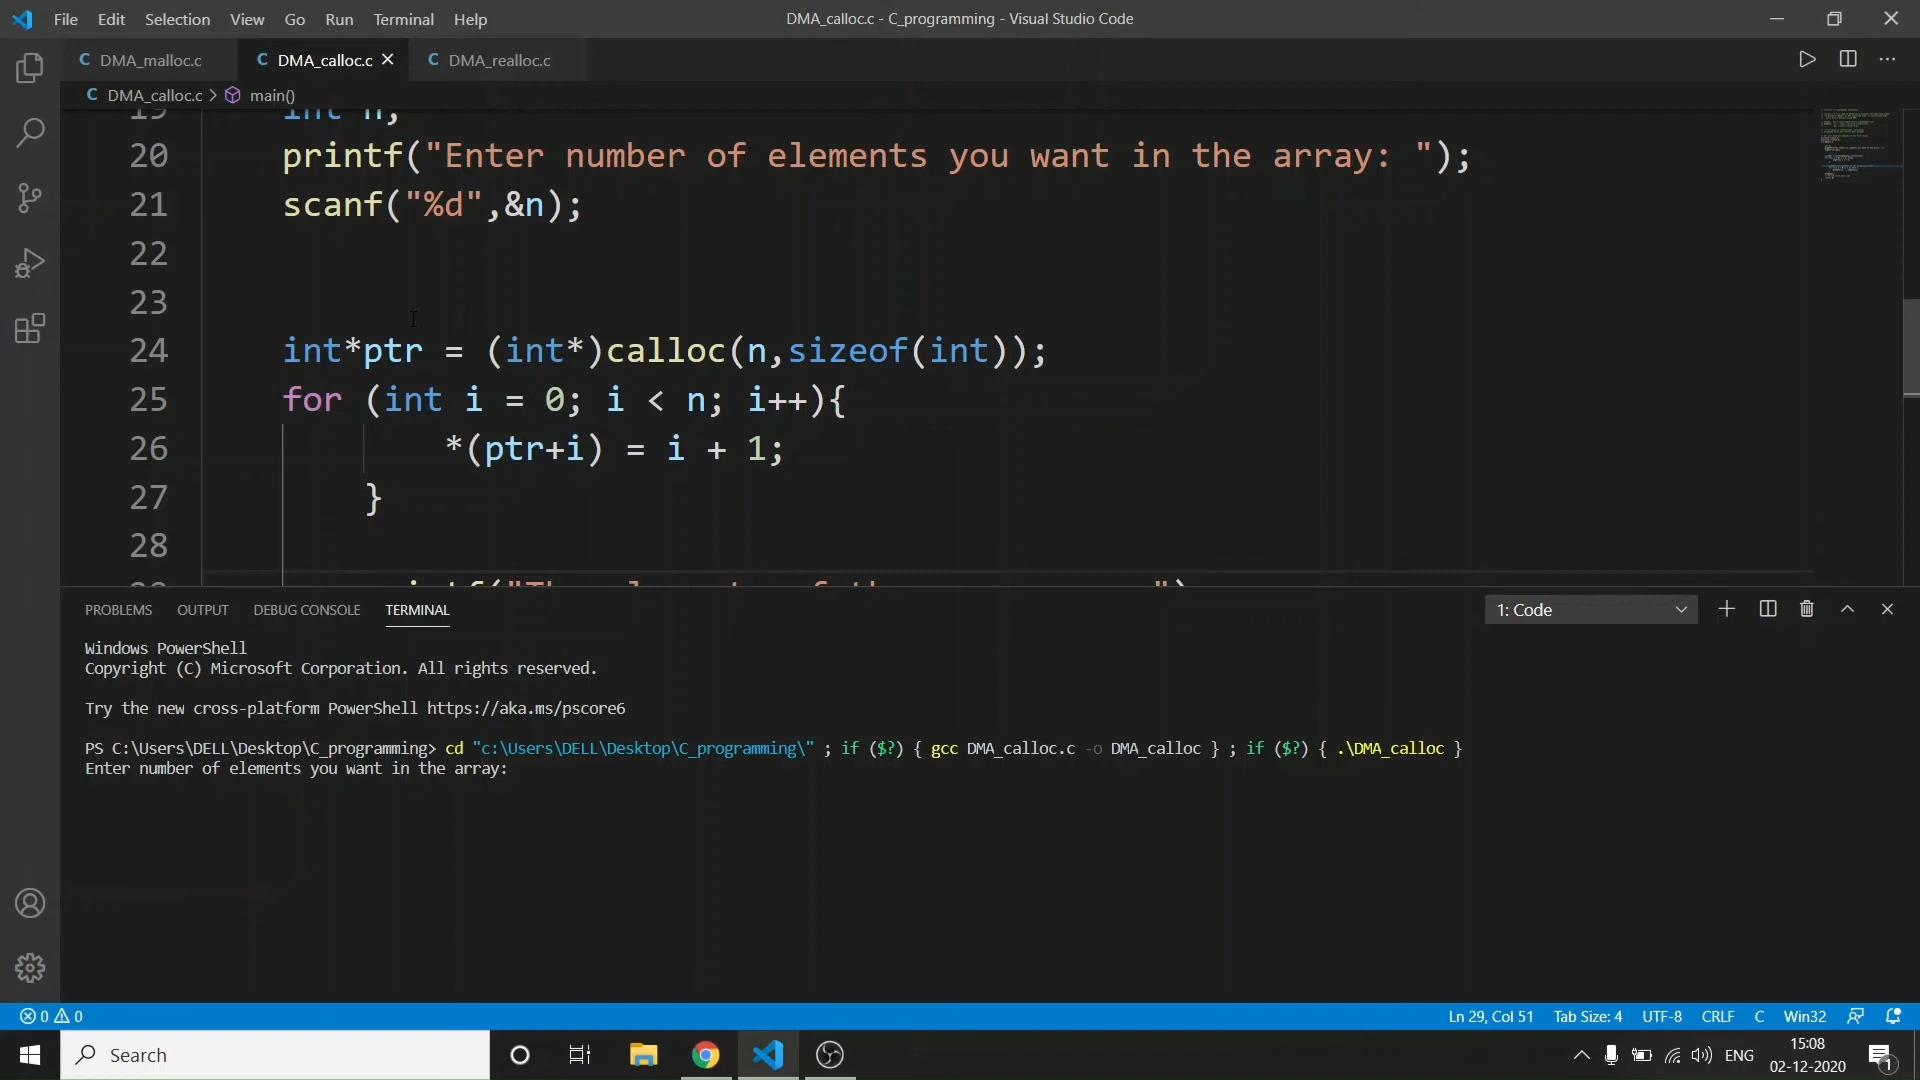 File Edit Selection View Go Run Terminal Help
DMA_calloc.c - C_programming - Visual Studio Code
C DMA_malloc.c C DMA_calloc.c C DMA_realloc.c
C DMA_calloc.c > main()
19 int n;
20 printf("Enter number of elements you want in the array: ");
21 scanf("%d",&n);
22
23
24 int*ptr = (int*)calloc(n,sizeof(int));
25 for (int i = 0; i < n; i++){
26 *(ptr+i) = i + 1;
27 }
28
PROBLEMS OUTPUT DEBUG CONSOLE TERMINAL 1: Code
Windows PowerShell
Copyright (C) Microsoft Corporation. All rights reserved.
Try the new cross-platform PowerShell https://aka.ms/pscore6
PS C:\Users\DELL\Desktop\C_programming> cd "c:\Users\DELL\Desktop\C_programming\" ; if ($?) { gcc DMA_calloc.c -o DMA_calloc } ; if ($?) { .\DMA_calloc }
Enter number of elements you want in the array:
0 0 Ln 29, Col 51 Tab Size: 4 UTF-8 CRLF C Win32
Search
ENG
15:08
02-12-2020
1